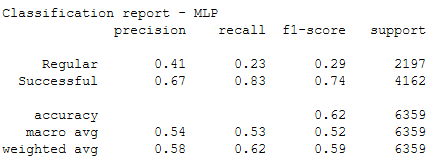 Classification report - MLP
precision recall f1-score support
Regular 0.41 0.23 0.29 2197
Successful 0.67 0.83 0.74 4162
accuracy 0.62 6359
macro avg 0.54 0.53 0.52 6359
weighted avg 0.58 0.62 0.59 6359